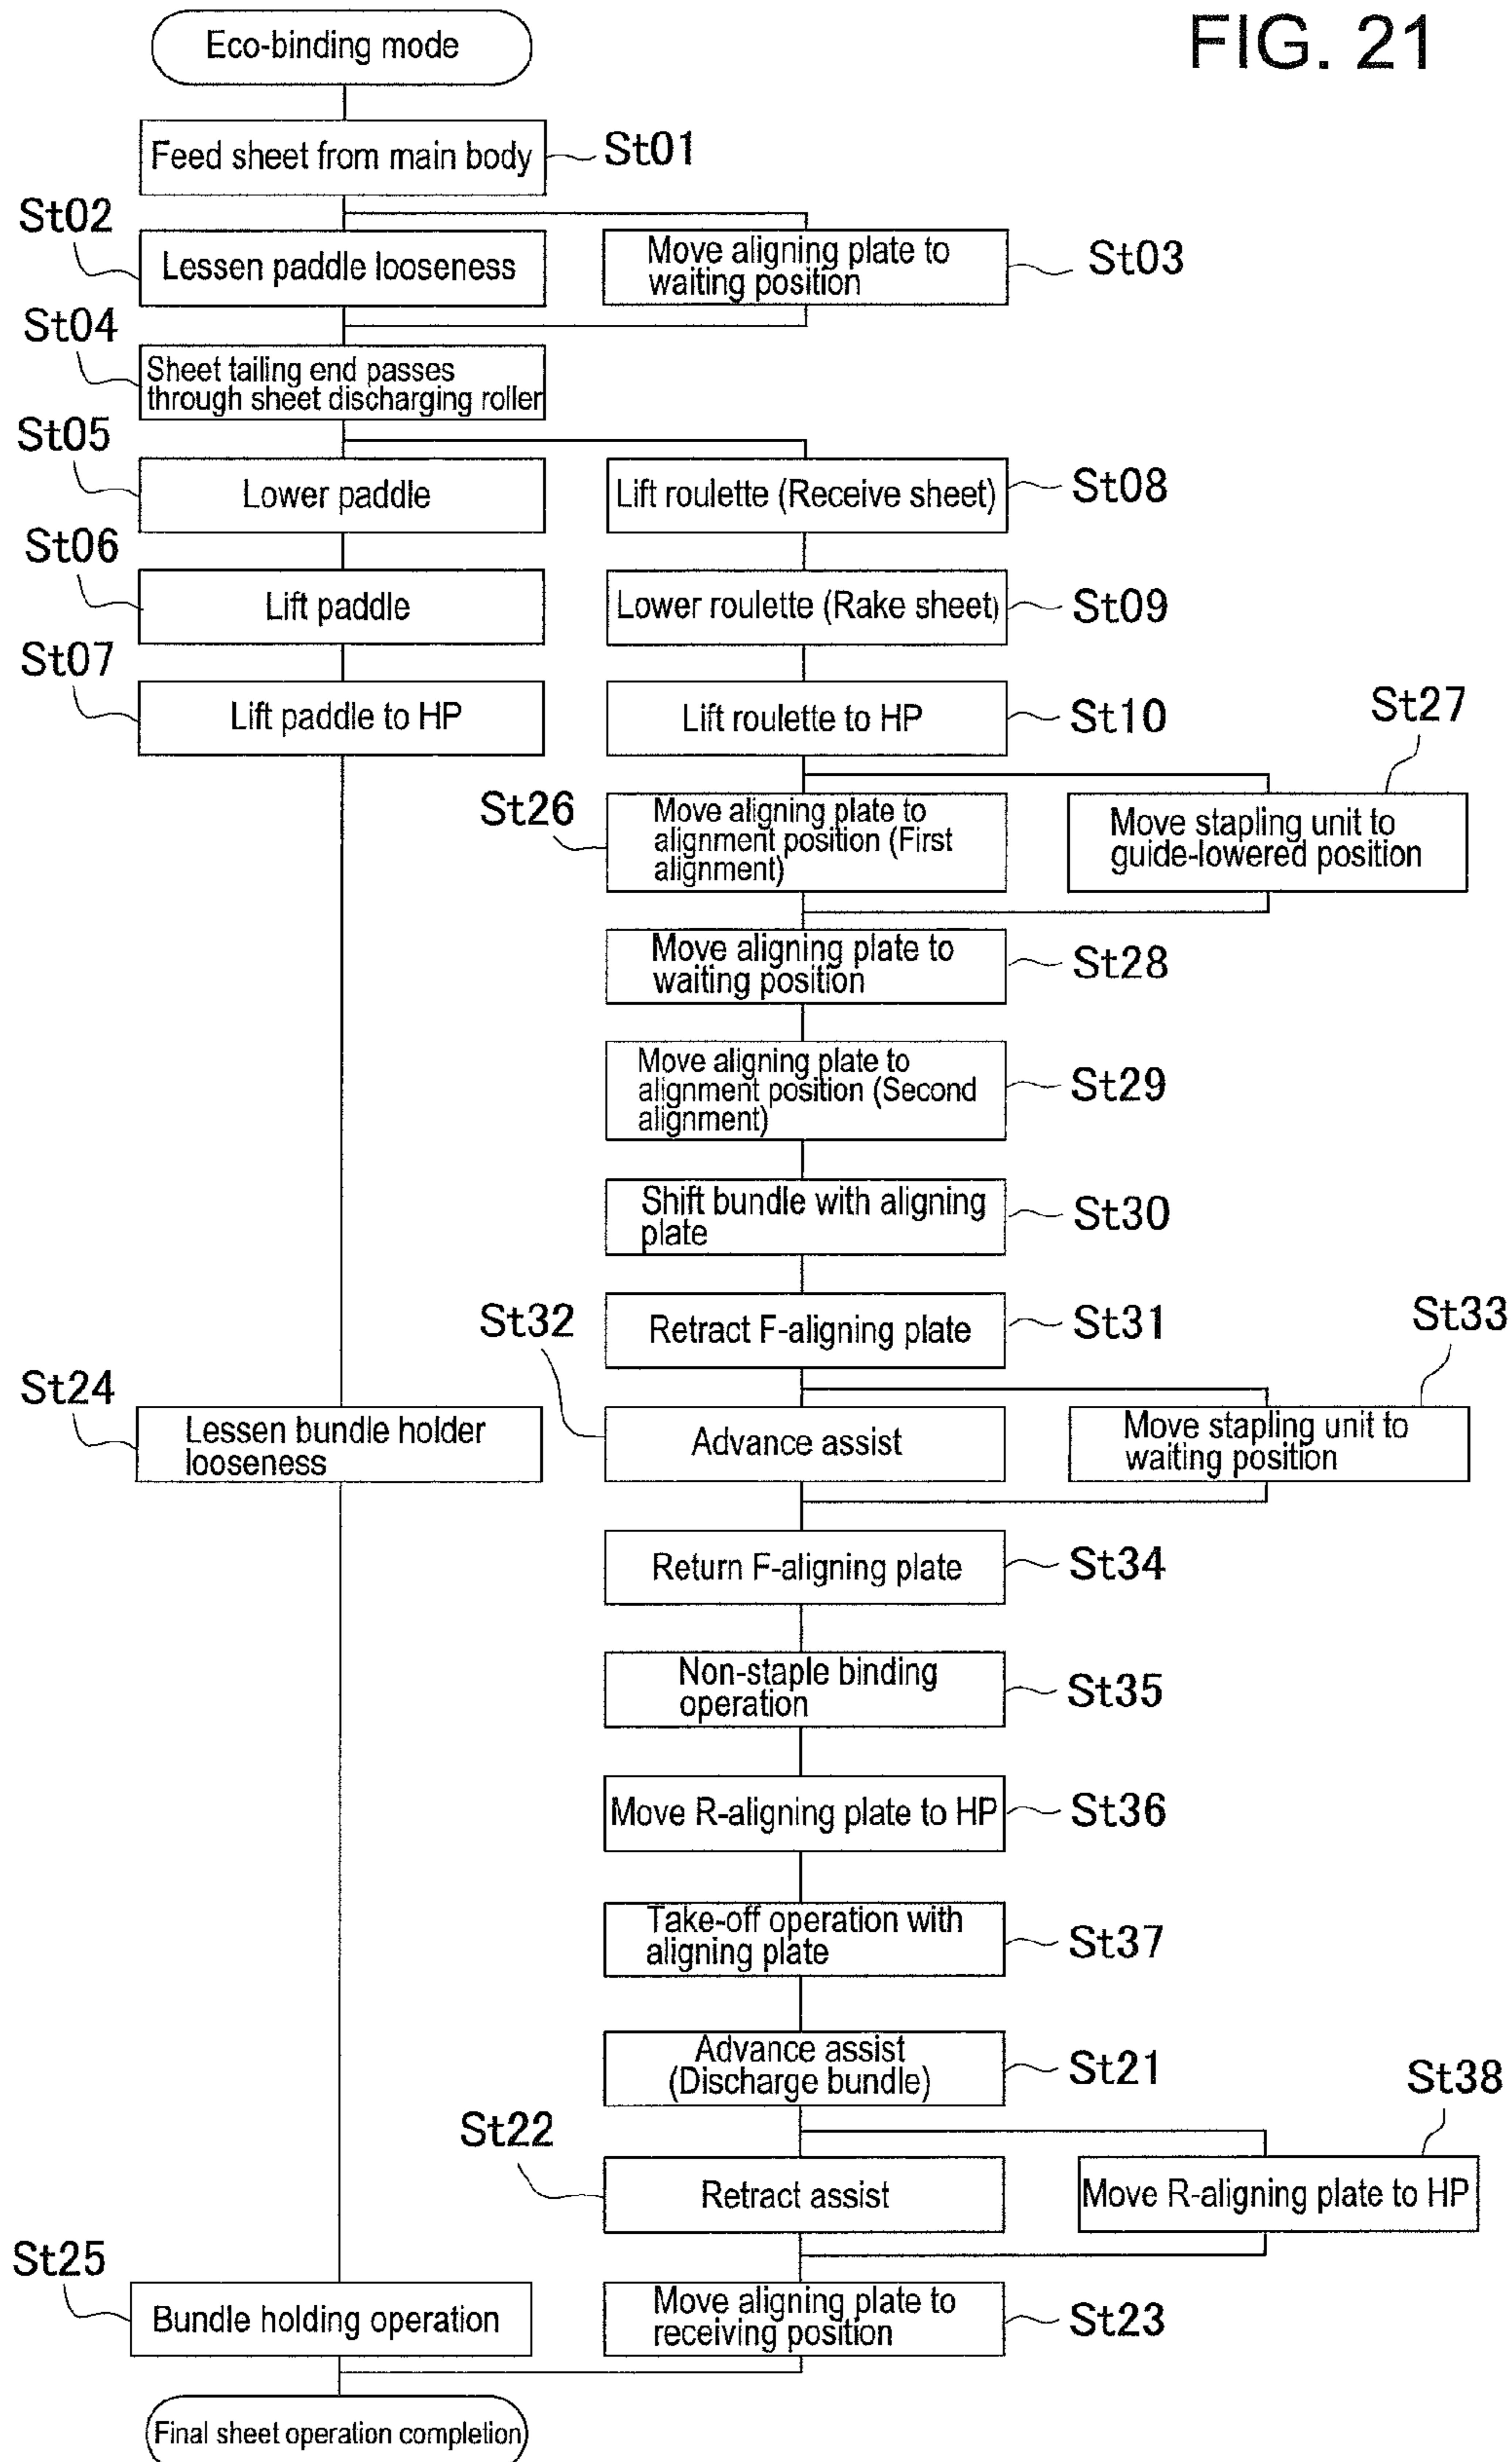 FIG. 21
Eco-binding mode
Feed sheet from main body
St01
St02
Lessen paddle looseness
Move aligning plate to
waiting position
St03
St04
Sheet tailing end passes
through sheet discharging roller
St05
Lower paddle
Lift roulette (Receive sheet)
St08
St06
Lift paddle
Lower roulette (Rake sheet)
St09
St07
Lift paddle to HP
Lift roulette to HP
St10
St27
St26
Move aligning plate to
alignment position (First
alignment)
Move stapling unit to
guide-lowered position
Move aligning plate to
waiting position
St28
Move aligning plate to
alignment position (Second
alignment)
St29
Shift bundle with aligning
plate
St30
St32
Retract F-aligning plate
St31
St33
St24
Lessen bundle holder
looseness
Advance assist
Move stapling unit to
waiting position
Return F-aligning plate
St34
Non-staple binding
operation
St35
Move R-aligning plate to HP
St36
Take-off operation with
aligning plate
St37
Advance assist
(Discharge bundle)
St21
St38
St22
Retract assist
Move R-aligning plate to HP
St25
Bundle holding operation
Move aligning plate to
receiving position
St23
Final sheet operation completion